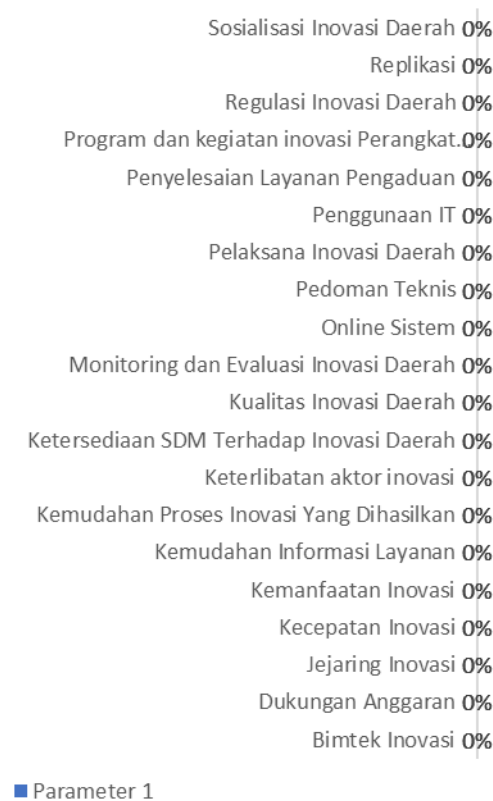 Sosialisasi Inovasi Daerah 0%
Replikasi 0%
Regulasi Inovasi Daerah 0%
Program dan kegiatan inovasi Perangkat.. 0%
Penyelesaian Layanan Pengaduan 0%
Penggunaan IT 0%
Pelaksana Inovasi Daerah 0%
Pedoman Teknis 0%
Online Sistem 0%
Monitoring dan Evaluasi Inovasi Daerah 0%
Kualitas Inovasi Daerah 0%
Ketersediaan SDM Terhadap Inovasi Daerah 0%
Keterlibatan aktor inovasi 0%
Kemudahan Proses Inovasi Yang Dihasilkan 0%
Kemudahan Informasi Layanan 0%
Kemanfaatan Inovasi 0%
Kecepatan Inovasi 0%
Jejaring Inovasi 0%
Dukungan Anggaran 0%
Bimtek Inovasi 0%
Parameter 1